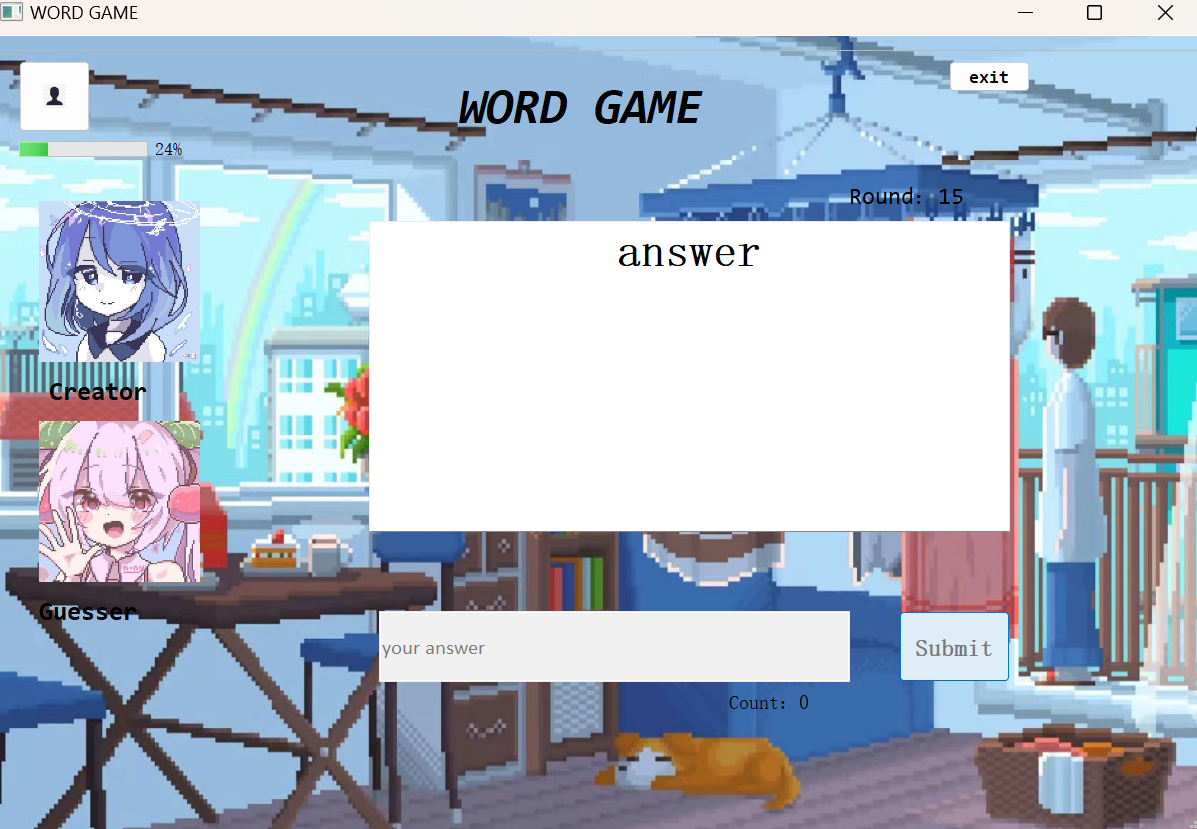 WORD GAME
exit
WORD GAME
24%
Round: 15
answer
Creator
Guesser
your answer
Submit
Count: 0